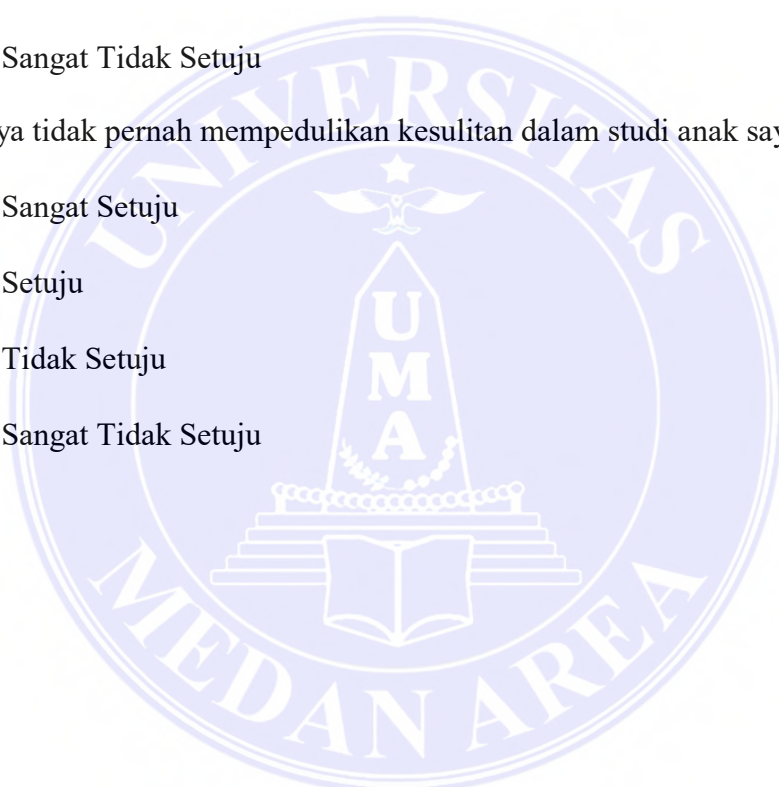 Sangat Tidak Setuju
ya tidak pernah mempedulikan kesulitan dalam studi anak say
Sangat Setuju
Setuju
Tidak Setuju
Sangat Tidak Setuju
UNIVERSITAS
UMA
MEDAN AREA